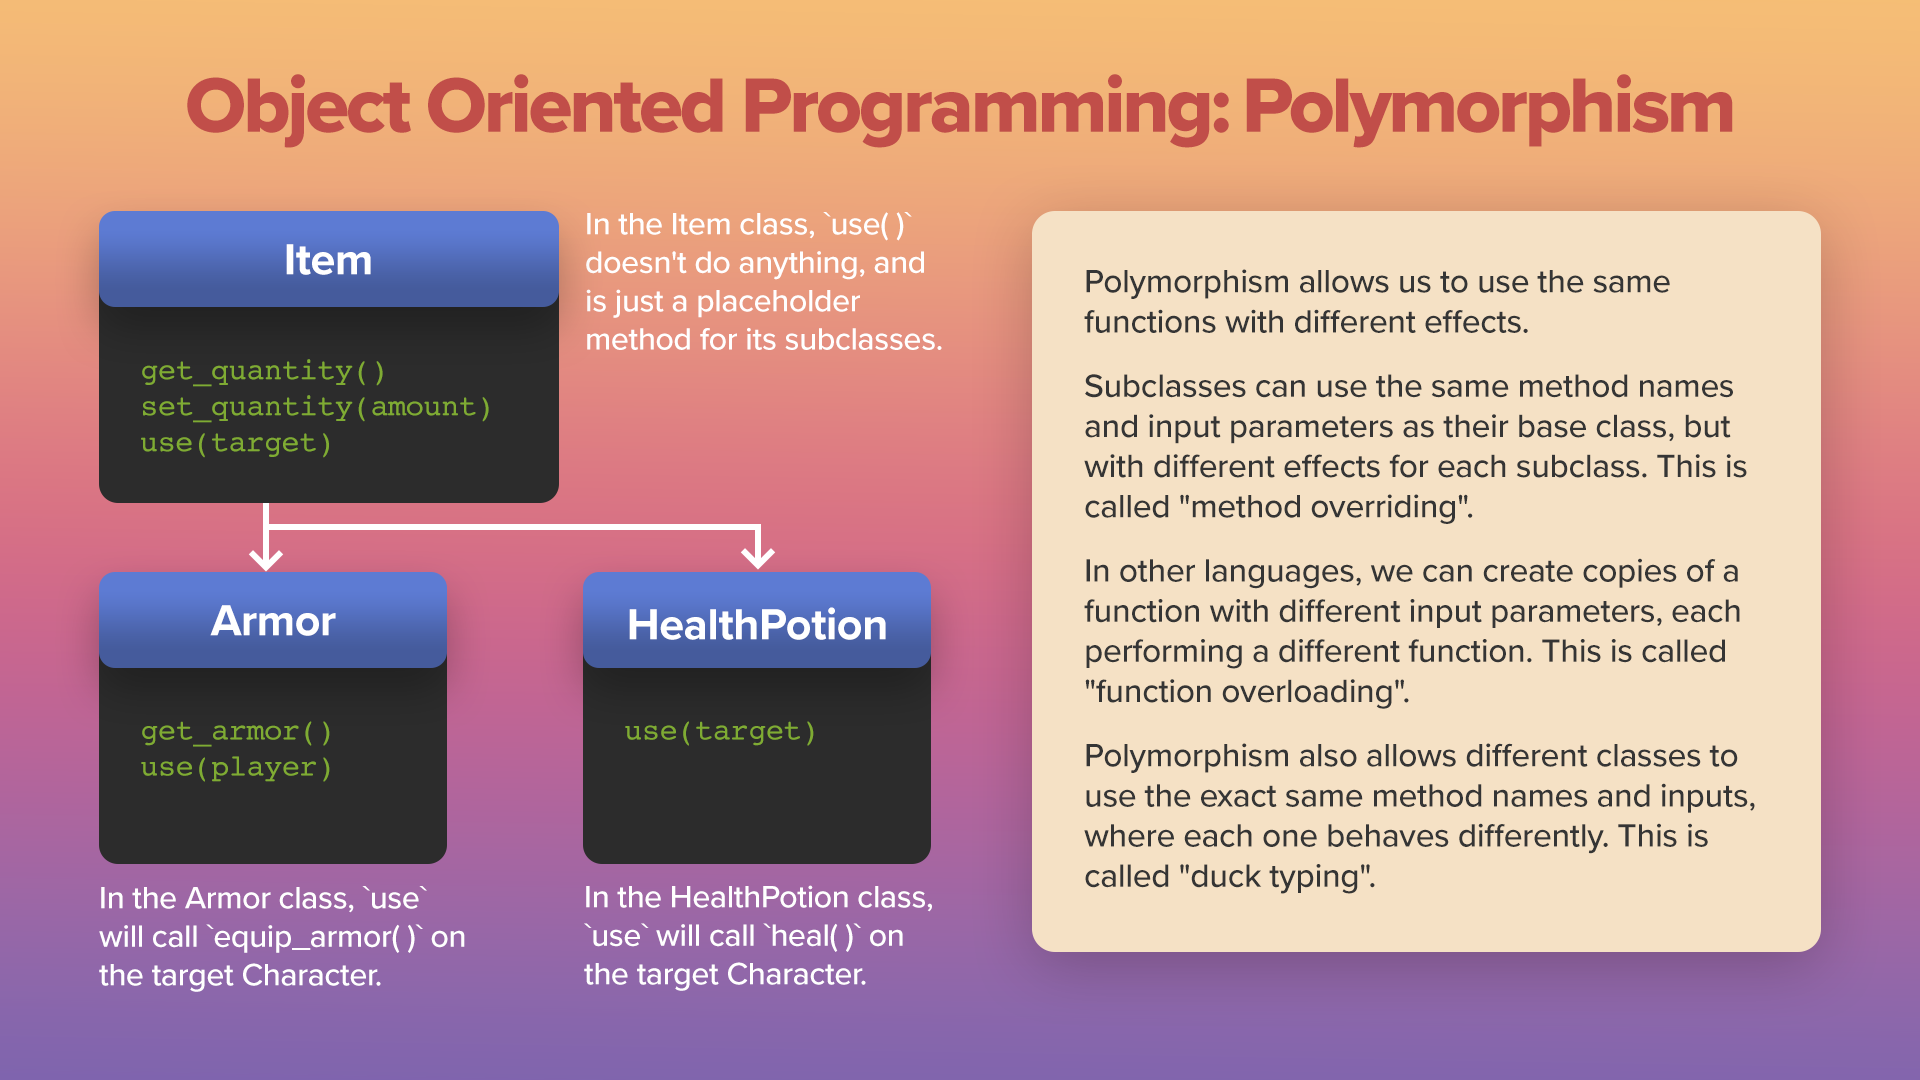 Object Oriented Programming: Polymorphism
Item
get_quantity()
set_quantity(amount)
use(target)
In the Item class, `use( )`
doesn't do anything, and
is just a placeholder
method for its subclasses.
Armor
get_armor()
use(player)
In the Armor class, `use`
will call `equip_armor( )` on
the target Character.
HealthPotion
use(target)
In the HealthPotion class,
`use` will call `heal( )` on
the target Character.
Polymorphism allows us to use the same
functions with different effects.
Subclasses can use the same method names
and input parameters as their base class, but
with different effects for each subclass. This is
called "method overriding".
In other languages, we can create copies of a
function with different input parameters, each
performing a different function. This is called
"function overloading".
Polymorphism also allows different classes to
use the exact same method names and inputs,
where each one behaves differently. This is
called "duck typing".